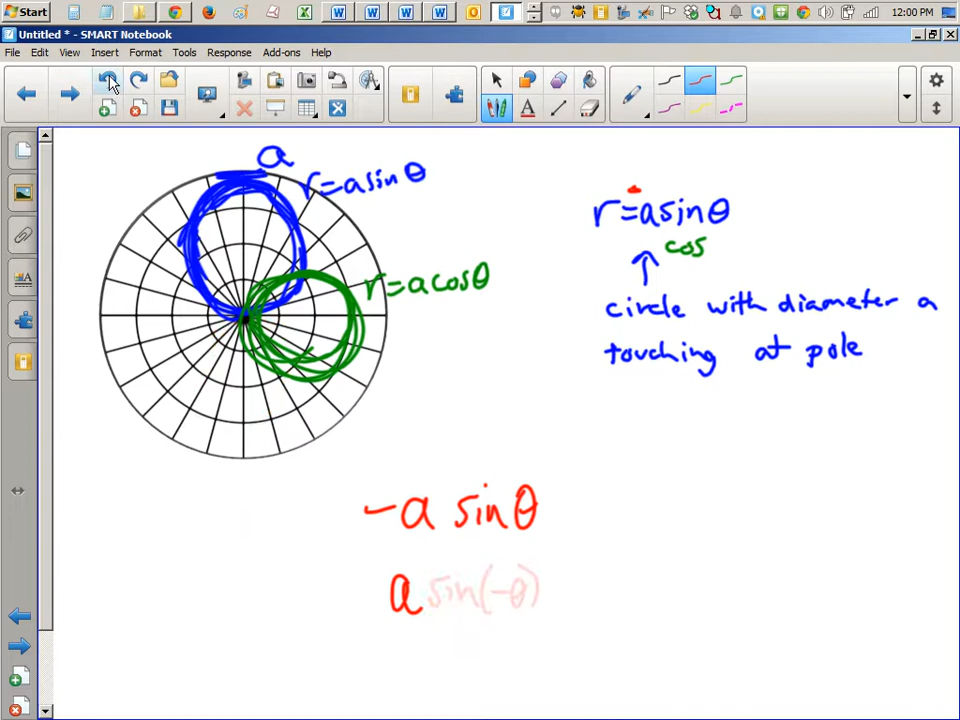 Start
12:00 PM
Untitled * - SMART Notebook
File Edit View Insert Format Tools Response Help Add-ons
a
r=asinθ
r=acosθ
r=asinθ
cos
circle with diameter a
touching at pole
-a sinθ
a sin(-θ)